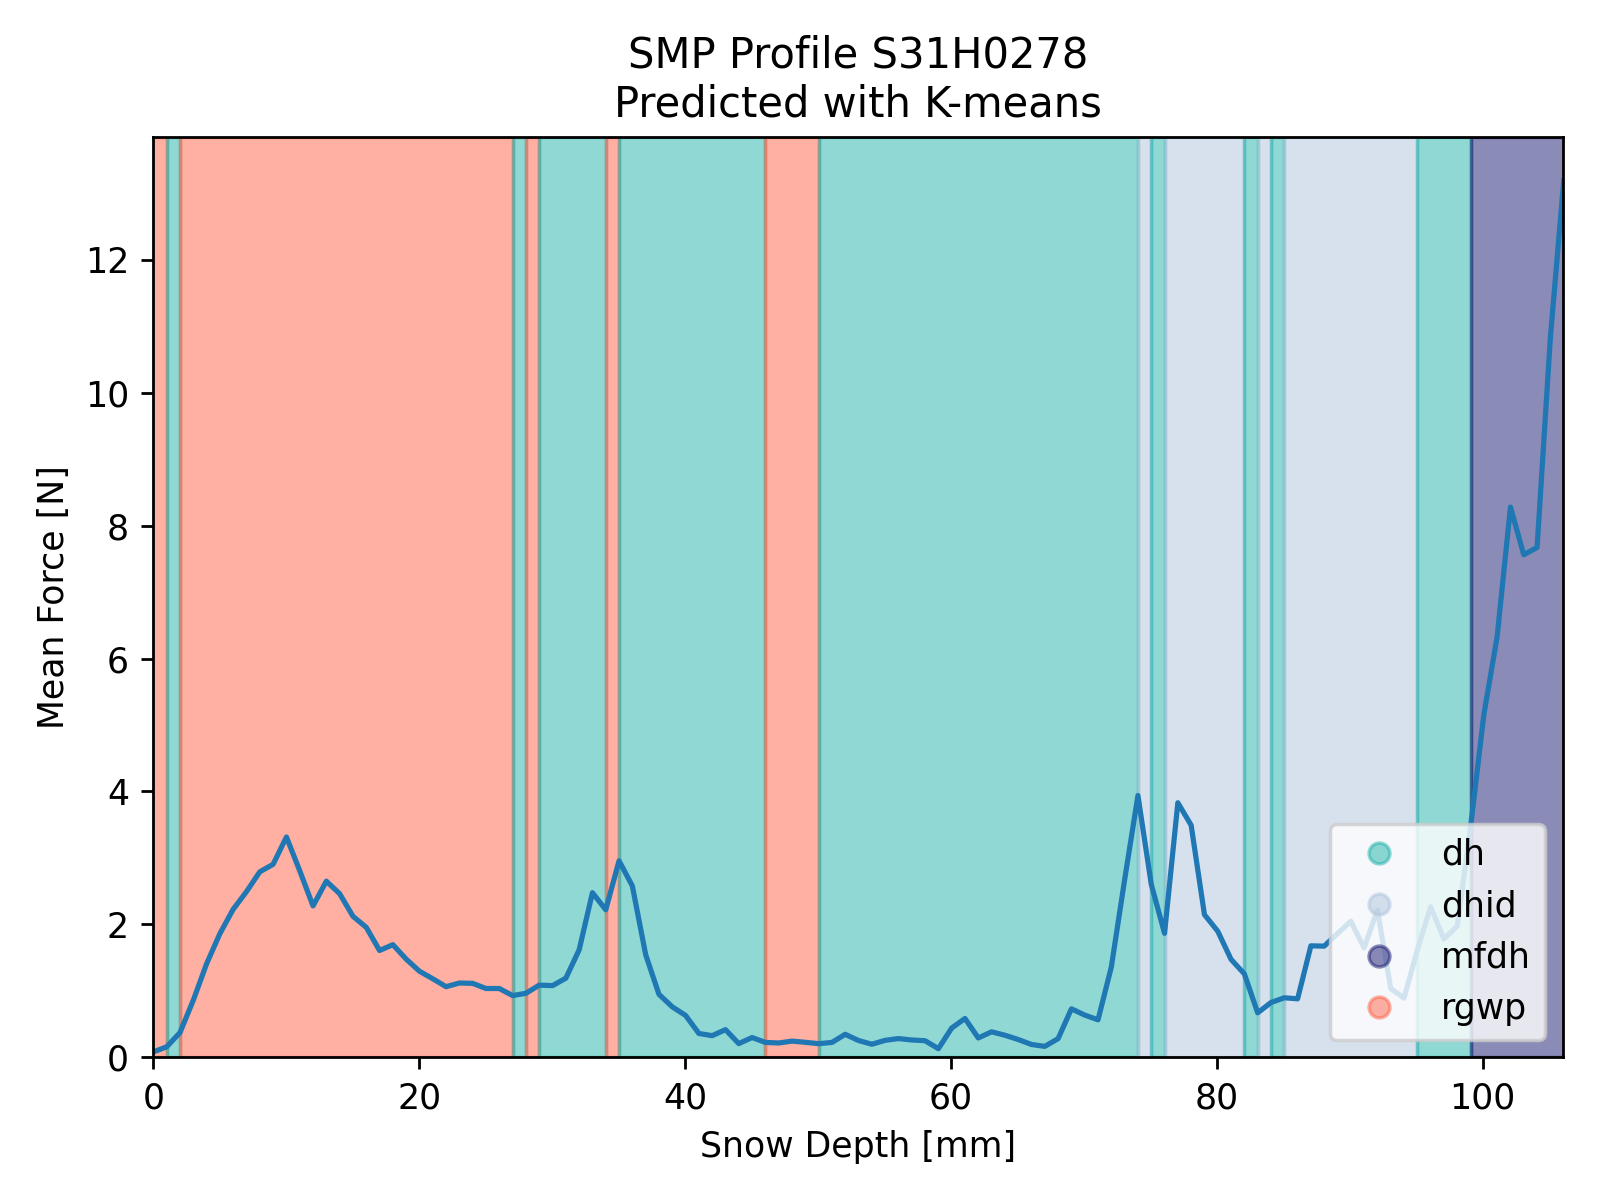 SMP Profile S31H0278
Predicted with K-means
Mean Force [N]
12
10
8
6
4
2
0
dh
dhid
mfdh
rgwp
0 20 40 60 80 100
Snow Depth [mm]